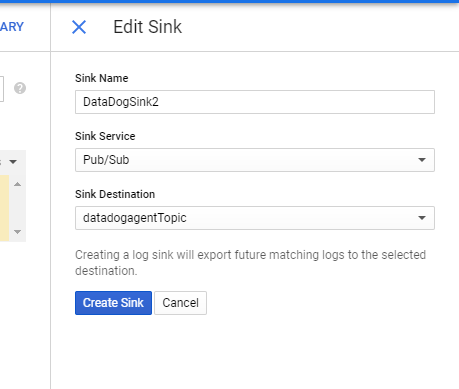 ARY
Edit Sink
Sink Name
DataDogSink2
Sink Service
Pub/Sub
Sink Destination
datadogagentTopic
Creating a log sink will export future matching logs to the selected
destination.
Create Sink
Cancel